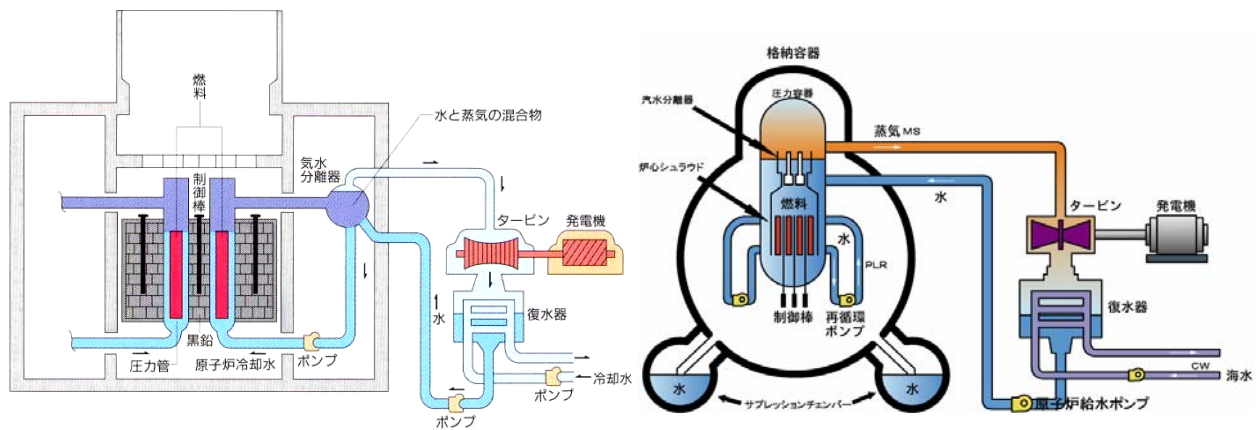 燃料
水と蒸気の混合物
気水
分離器
制御棒
タービン
発電機
水
復水器
黒鉛
圧力管
原子炉冷却水
ポンプ
冷却水
ポンプ
ポンプ
格納容器
汽水分離器
圧力容器
蒸気 MS
炉心シュラウド
燃料
水
タービン
発電機
水
PLR
制御棒
再循環
ポンプ
復水器
水
水
サプレッションチェンバー
CW
海水
原子炉給水ポンプ